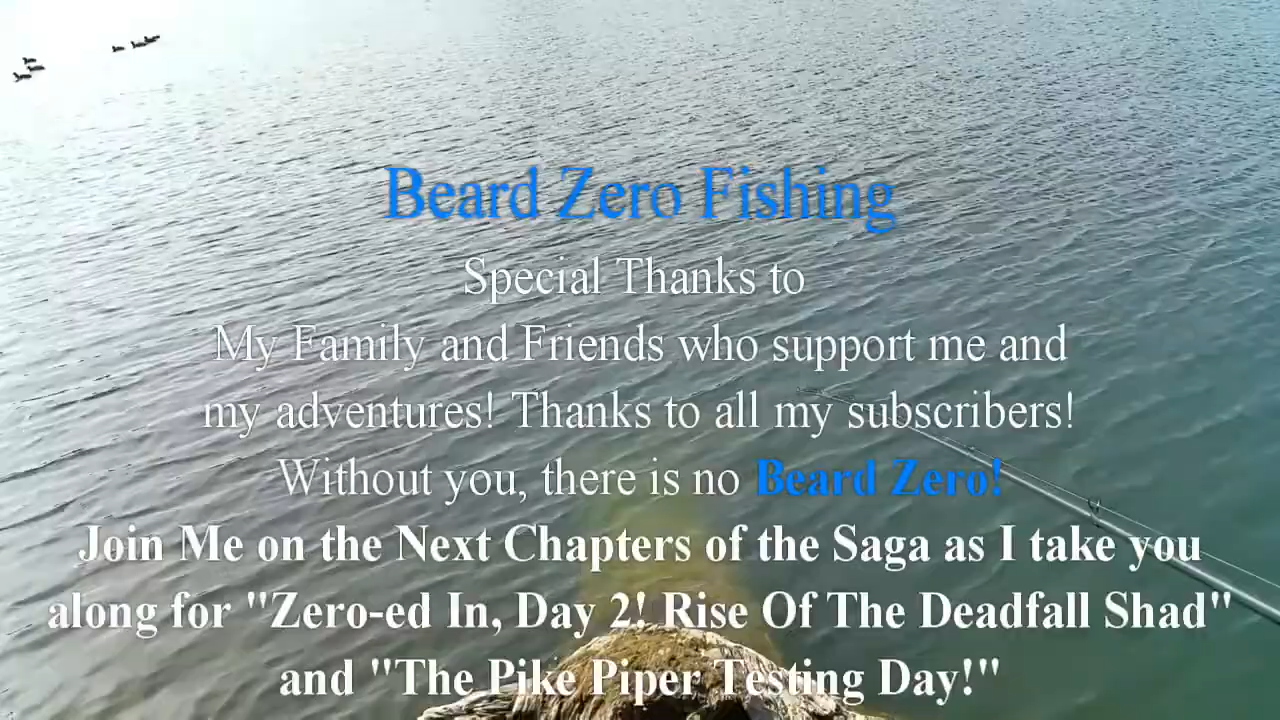 Beard Zero Fishing
Special Thanks to
My Family and Friends who support me and
my adventures! Thanks to all my subscribers!
Without you, there is no Beard Zero!
Join Me on the Next Chapters of the Saga as I take you
along for "Zero-ed In, Day 2! Rise Of The Deadfall Shad"
and "The Pike Piper Testing Day!"